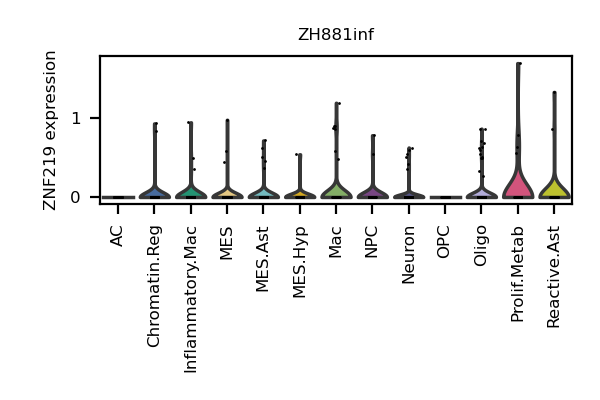 ZH881inf
ZNF219 expression
1
0
AC
Chromatin.Reg
Inflammatory.Mac
MES
MES.Ast
MES.Hyp
Mac
NPC
Neuron
OPC
Oligo
Prolif.Metab
Reactive.Ast